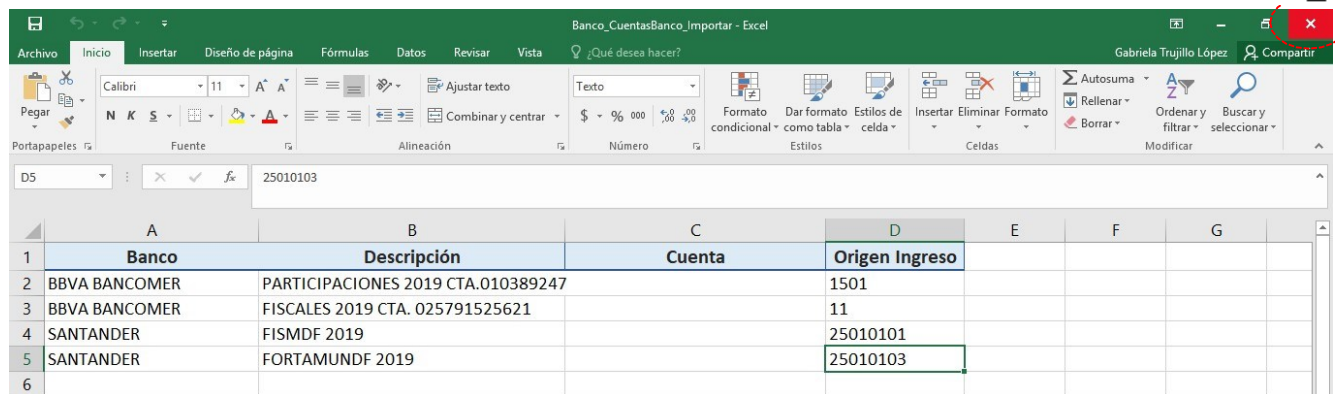 Banco_CuentasBanco_Importar - Excel
Archivo Inicio Insertar Diseño de página Fórmulas Datos Revisar Vista ¿Qué desea hacer? Gabriela Trujillo López Compartir
Pegar
Calibri 11 A A Ajustar texto Texto
N K S A Combinar y centrar $ % 000
Formato condicional Dar formato como tabla Estilos de celda Insertar Eliminar Formato
Autosuma
Rellenar
Borrar
Ordenar y filtrar Buscar y seleccionar
Portapapeles Fuente Alineación Número Estilos Celdas Modificar
D5 fx 25010103
A B C D E F G
1 Banco Descripción Cuenta Origen Ingreso
2 BBVA BANCOMER PARTICIPACIONES 2019 CTA.010389247 1501
3 BBVA BANCOMER FISCALES 2019 CTA. 025791525621 11
4 SANTANDER FISMDF 2019 25010101
5 SANTANDER FORTAMUNDF 2019 25010103
6